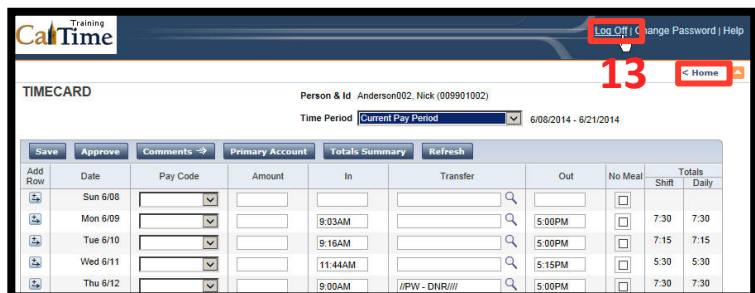 Training
CalTime
Log Off | Change Password | Help
13
< Home
TIMECARD
Person & Id Anderson002, Nick (009901002)
Time Period Current Pay Period 6/08/2014 - 6/21/2014
Save Approve Comments Primary Account Totals Summary Refresh
Add Row Date Pay Code Amount In Transfer Out No Meal Totals
Shift Daily
Sun 6/08
Mon 6/09 9:03AM 5:00PM 7:30 7:30
Tue 6/10 9:16AM 5:00PM 7:15 7:15
Wed 6/11 11:44AM 5:15PM 5:30 5:30
Thu 6/12 9:00AM //PW - DNR//// 5:00PM 7:30 7:30